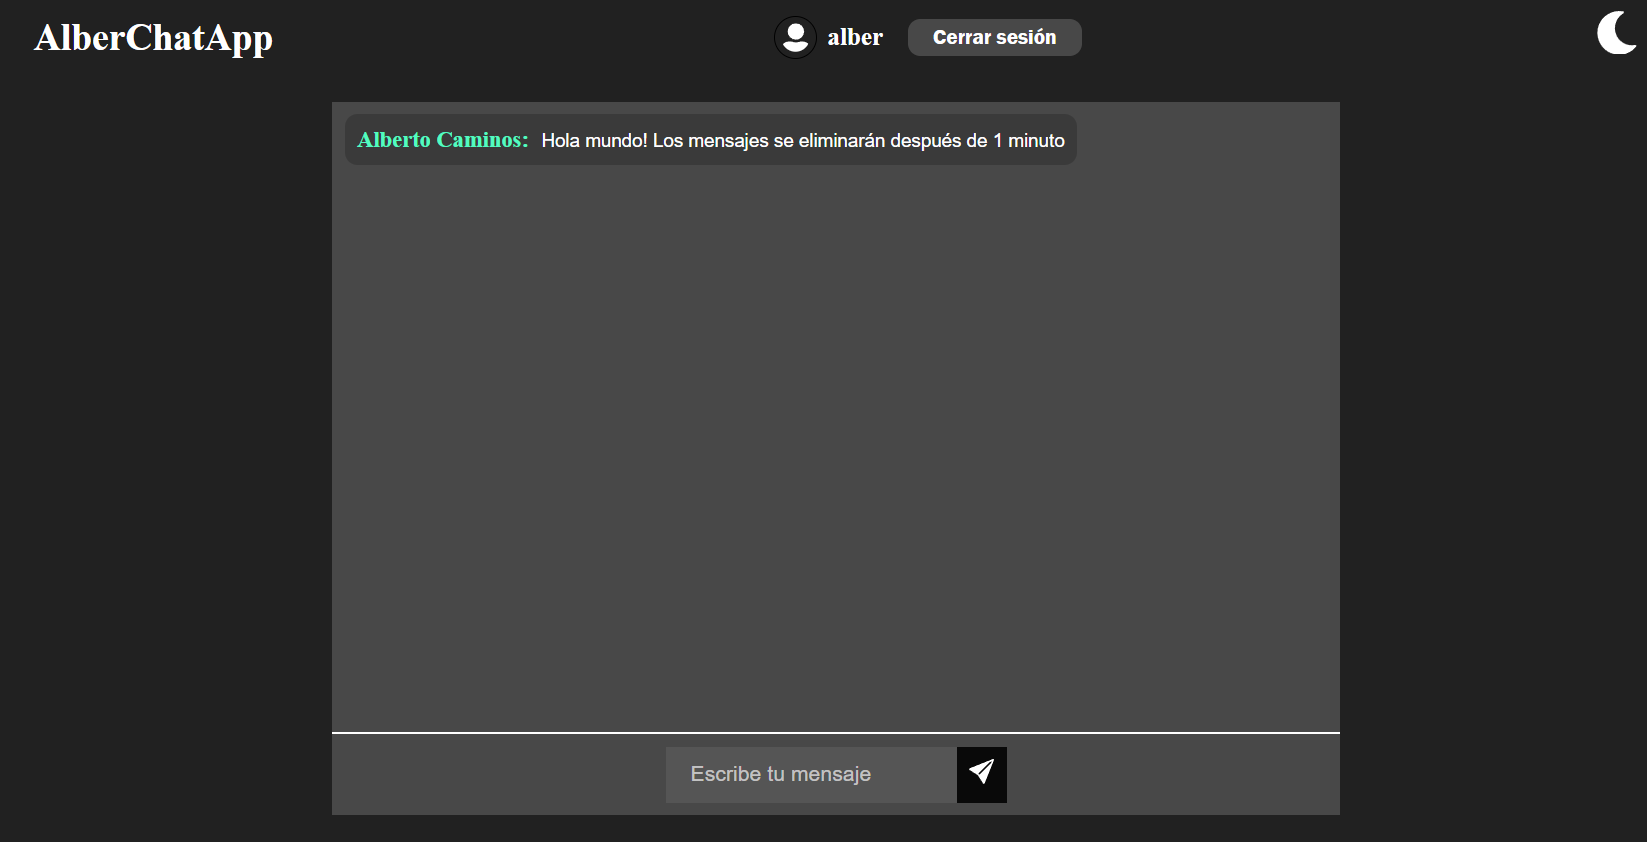 AlberChatApp
alber
Cerrar sesión
Alberto Caminos: Hola mundo! Los mensajes se eliminarán después de 1 minuto
Escribe tu mensaje